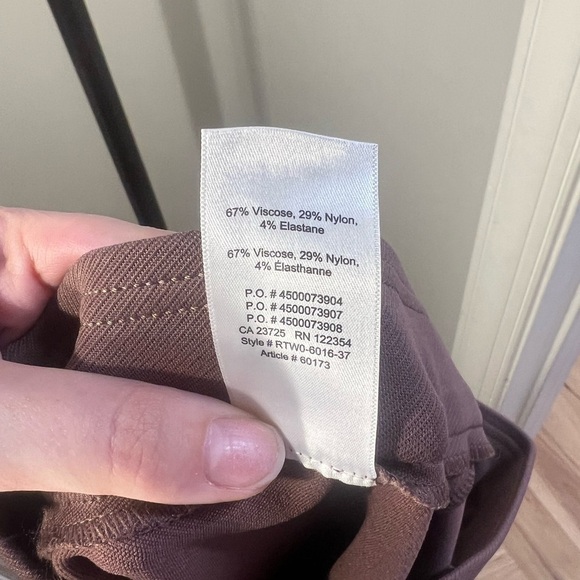 67% Viscose, 29% Nylon,
4% Elastane
67% Viscose, 29% Nylon,
4% Élasthanne
P.O. # 4500073904
P.O. # 4500073907
P.O. # 4500073908
CA 23725 RN 122354
Style # RTW0-6016-37
Article # 60173